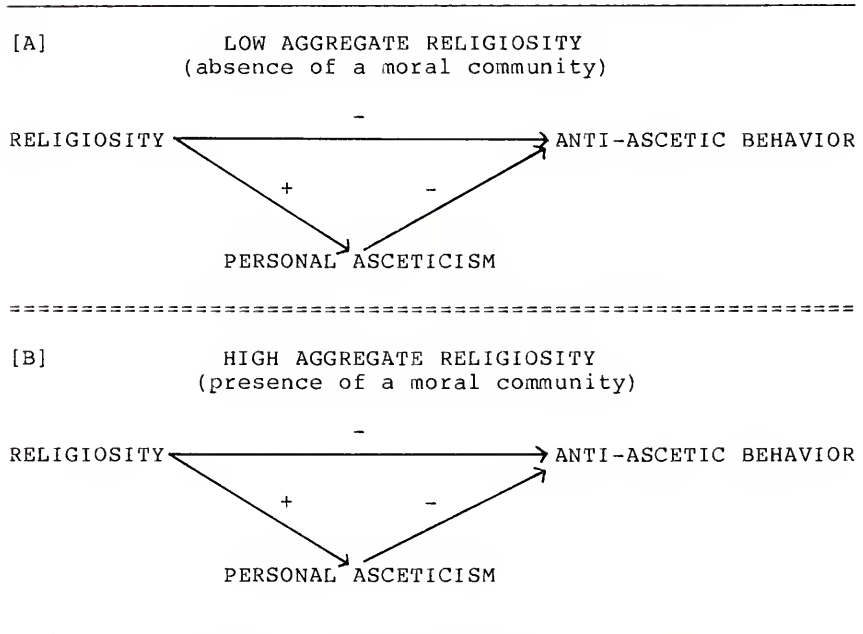 [A] LOW AGGREGATE RELIGIOSITY
(absence of a moral community)
-
RELIGIOSITY ANTI-ASCETIC BEHAVIOR
+ -
PERSONAL ASCETICISM
[B] HIGH AGGREGATE RELIGIOSITY
(presence of a moral community)
-
RELIGIOSITY ANTI-ASCETIC BEHAVIOR
+ -
PERSONAL ASCETICISM